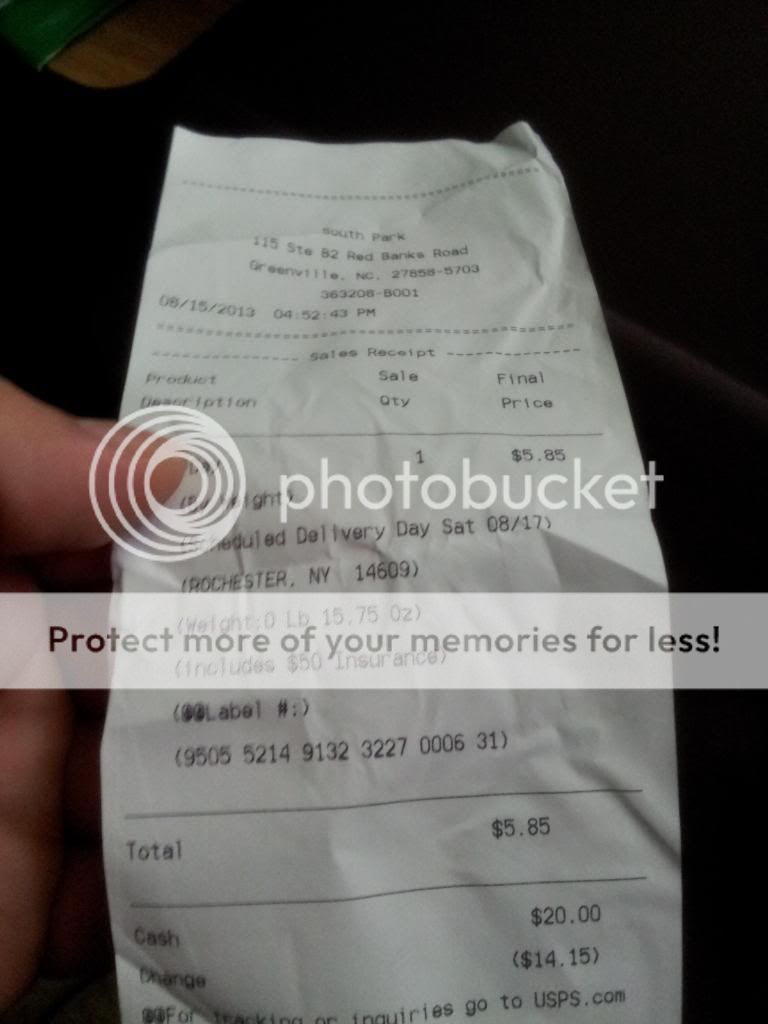 South Park
115 Ste B2 Red Banks Road
Greenville, NC, 27858-5703
363208-B001
08/15/2013 04:52:43 PM
Sales Receipt
Product Sale Final
Description Qty Price
1 $5.85
photobucket
Scheduled Delivery Day Sat 08/17)
(ROCHESTER, NY 14609)
(Weight:0 Lb 15.75 Oz)
Protect more of your memories for less!
(Includes $50 Insurance)
(@@Label #:)
(9505 5214 9132 3227 0006 31)
Total $5.85
Cash $20.00
Change ($14.15)
@@For tracking or inquiries go to USPS.com